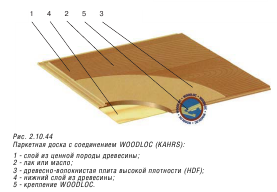 1 4 2 5 3
Рис. 2.10.44
Паркетная доска с соединением WOODLOC (KAHRS):
1 - слой из ценной породы древесины;
2 - лак или масло;
3 - древесно-волокнистая плита высокой плотности (HDF);
4 - нижний слой из древесины;
5 - крепление WOODLOC.